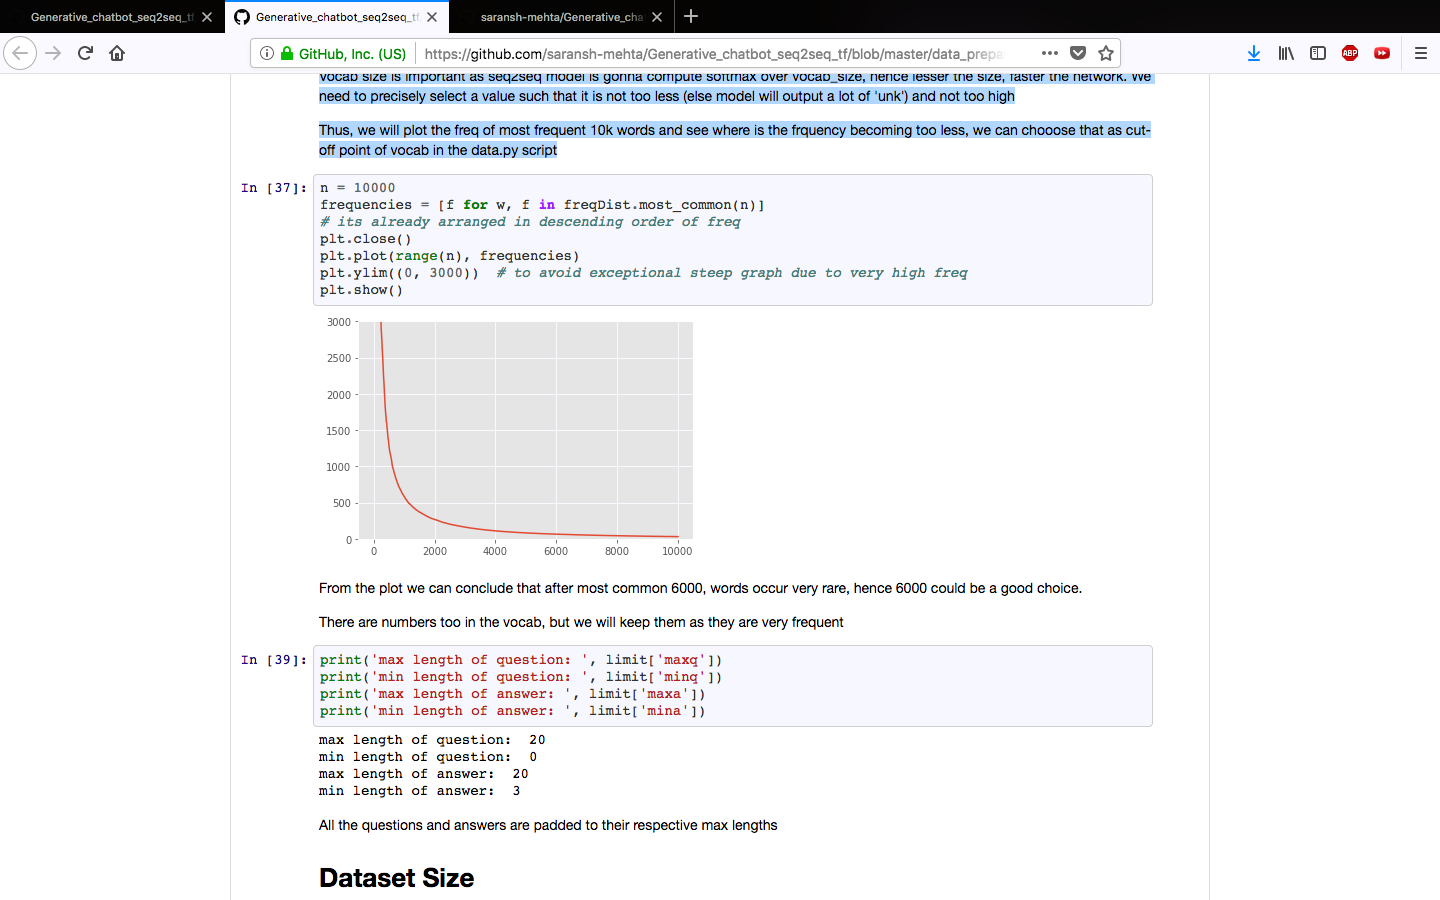 Generative_chatbot_seq2seq_tf
Generative_chatbot_seq2seq_tf
saransh-mehta/Generative_cha
GitHub, Inc. (US)
https://github.com/saransh-mehta/Generative_chatbot_seq2seq_tf/blob/master/data_prepa
ABP
vocab size is important as seq2seq model is gonna compute softmax over vocab_size, hence lesser the size, faster the network. We
need to precisely select a value such that it is not too less (else model will output a lot of 'unk') and not too high
Thus, we will plot the freq of most frequent 10k words and see where is the frquency becoming too less, we can chooose that as cut-
off point of vocab in the data.py script
In [37]:
n = 10000
frequencies = [f for w, f in freqDist.most_common(n)]
# its already arranged in descending order of freq
plt.close()
plt.plot(range(n), frequencies)
plt.ylim((0, 3000))  # to avoid exceptional steep graph due to very high freq
plt.show()
3000
2500
2000
1500
1000
500
0
0 2000 4000 6000 8000 10000
From the plot we can conclude that after most common 6000, words occur very rare, hence 6000 could be a good choice.
There are numbers too in the vocab, but we will keep them as they are very frequent
In [39]:
print('max length of question: ', limit['maxq'])
print('min length of question: ', limit['minq'])
print('max length of answer: ', limit['maxa'])
print('min length of answer: ', limit['mina'])
max length of question:  20
min length of question:  0
max length of answer:  20
min length of answer:  3
All the questions and answers are padded to their respective max lengths
Dataset Size